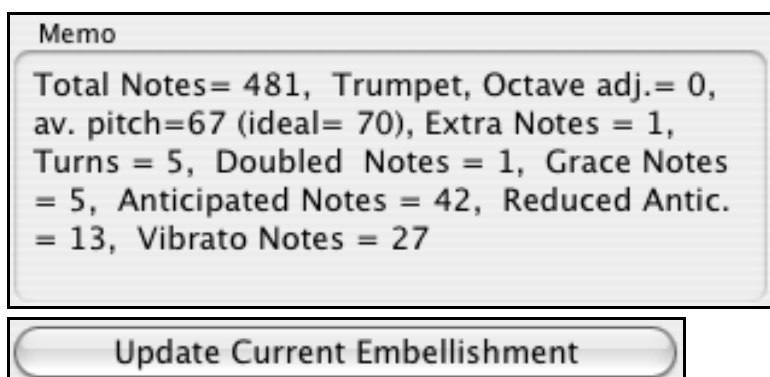 Memo
Total Notes= 481,  Trumpet, Octave adj.= 0,
av. pitch=67 (ideal= 70), Extra Notes = 1,
Turns = 5,  Doubled  Notes = 1,  Grace Notes
= 5,  Anticipated Notes = 42,  Reduced Antic.
= 13,  Vibrato Notes = 27
Update Current Embellishment